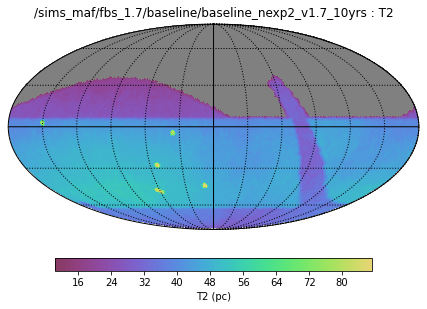 /sims_maf/fbs_1.7/baseline/baseline_nexp2_v1.7_10yrs : T2
16 24 32 40 48 56 64 72 80
T2 (pc)